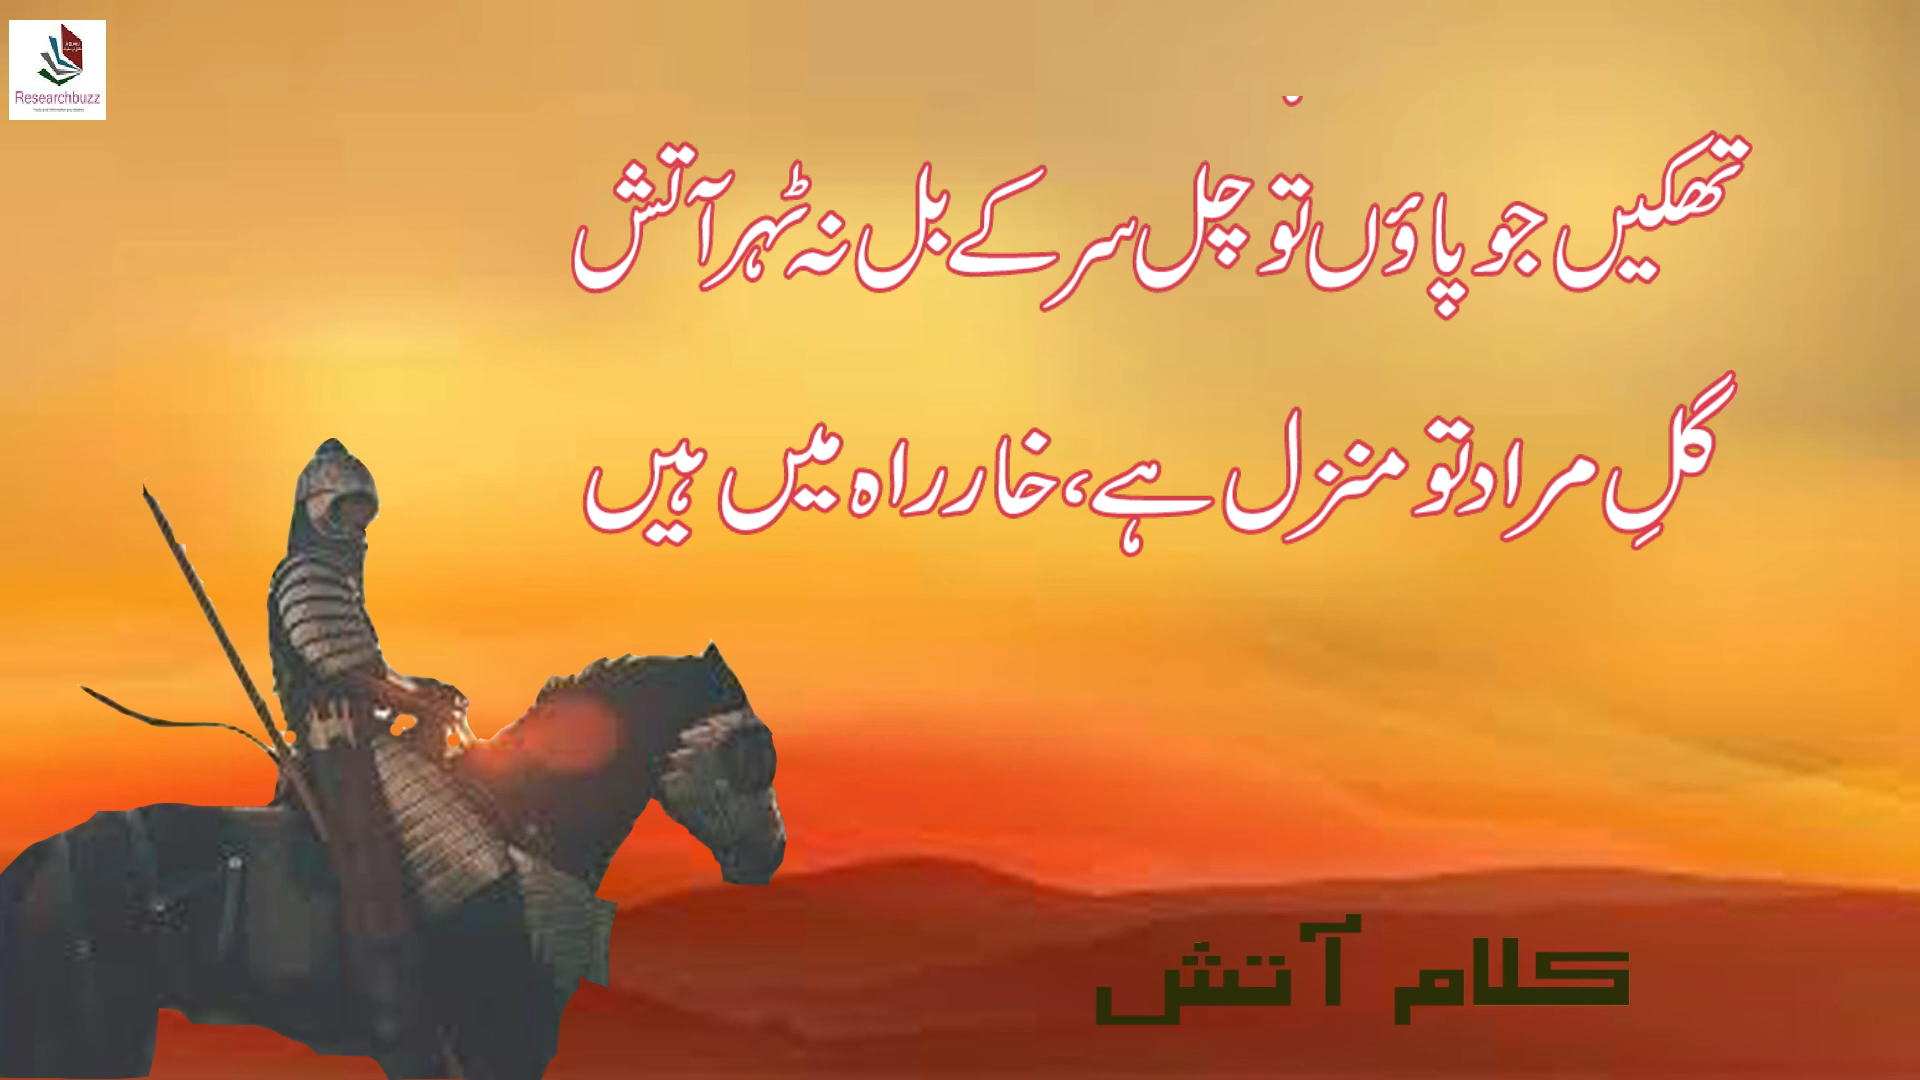 Researchbuzz
تھکیں جو پاؤں تو چل سر کے بل نہ ٹہر آتش
گلِ مراد تو منزل ہے، خار راہ میں ہیں
کلام آتش